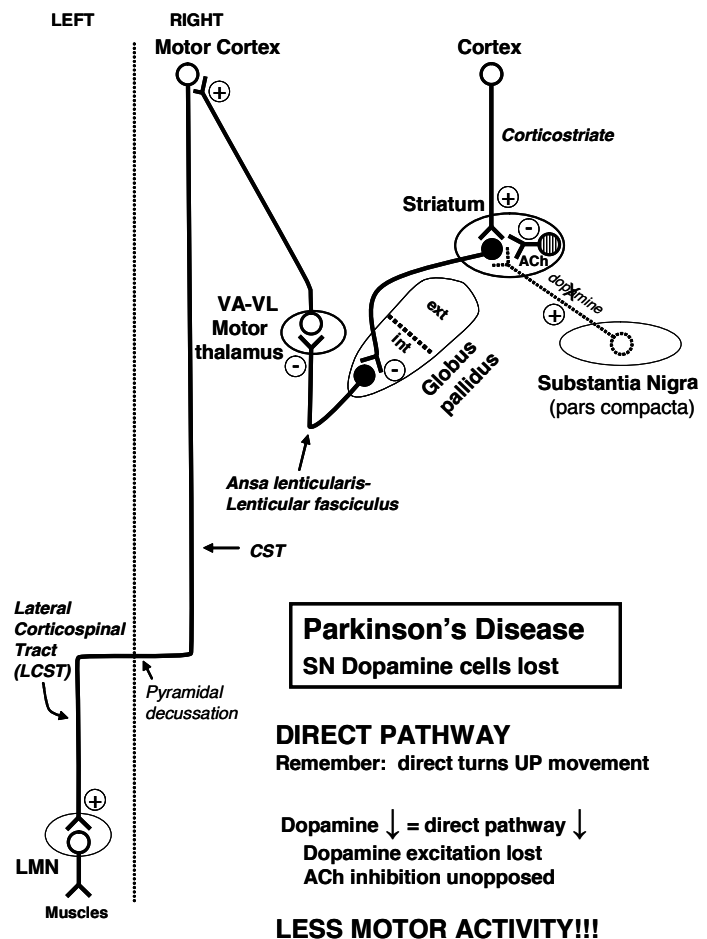 LEFT
RIGHT
Motor Cortex
Cortex
+
Corticostriate
+
Striatum
-
ACh
dopamine
+
VA-VL
Motor
thalamus
-
ext
int
-
Globus
pallidus
Substantia Nigra
(pars compacta)
Ansa lenticularis-
Lenticular fasciculus
CST
Lateral
Corticospinal
Tract
(LCST)
Pyramidal
decussation
Parkinson's Disease
SN Dopamine cells lost
DIRECT PATHWAY
Remember: direct turns UP movement
+
Dopamine ↓ = direct pathway ↓
Dopamine excitation lost
ACh inhibition unopposed
LMN
Muscles
LESS MOTOR ACTIVITY!!!